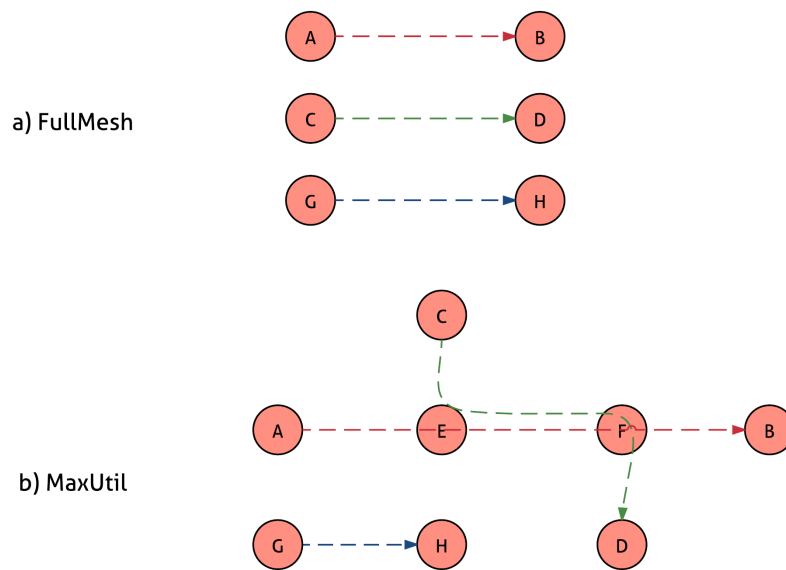 A B
a) FullMesh
C D
G H
C
A E F B
b) MaxUtil
G H D